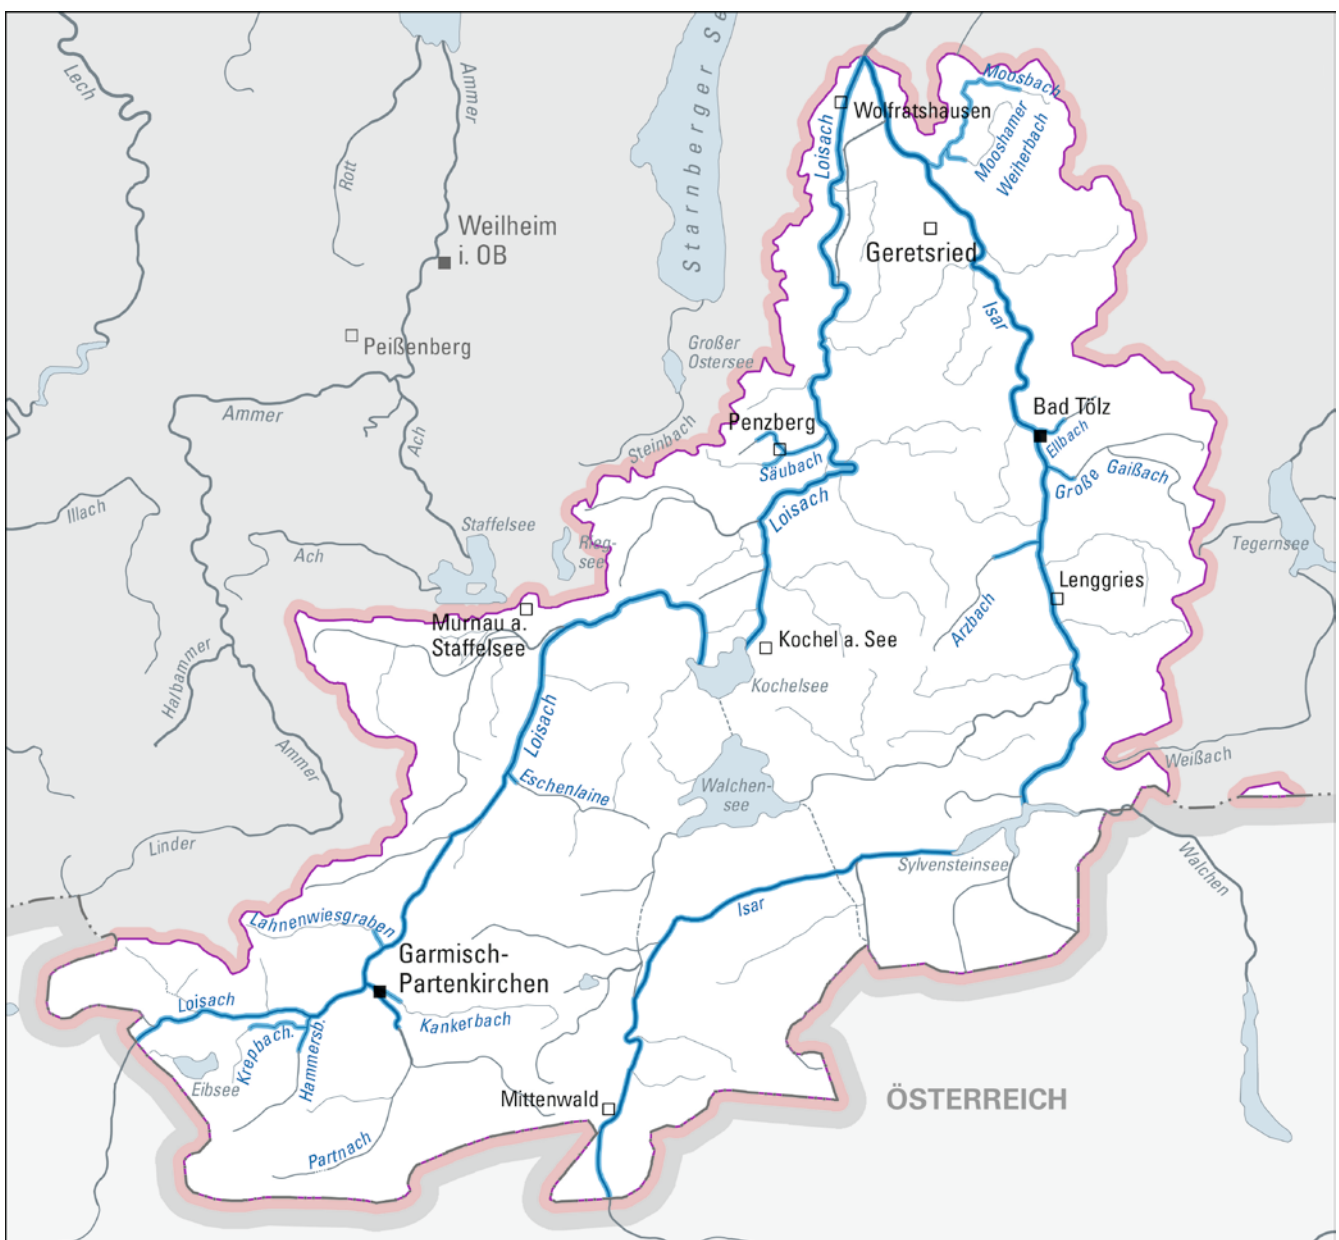 Lech
Ammer
Starnberger Se
Moosbach
Wolfratshausen
Mooshamer
Weiherbach
Loisach
Rott
Weilheim
i. OB
Geretsried
Isar
Peißenberg
Großer
Ostersee
Ammer
Ach
Steinbach
Penzberg
Säubach
Bad Tölz
Ellbach
Große Gaißach
Loisach
Illach
Staffelsee
Ach
Rieg-
see
Tegernsee
Lenggries
Arzbach
Murnau a.
Staffelsee
Kochel a. See
Kochelsee
Halbammer
Loisach
Ammer
Eschenlaine
Walchen-
see
Weißach
Linder
Sylvensteinsee
Walchen
Isar
Lahnenwiesgraben
Garmisch-
Partenkirchen
Loisach
Kankerbach
Krepbach.
Hammersb.
Eibsee
Mittenwald
ÖSTERREICH
Partnach